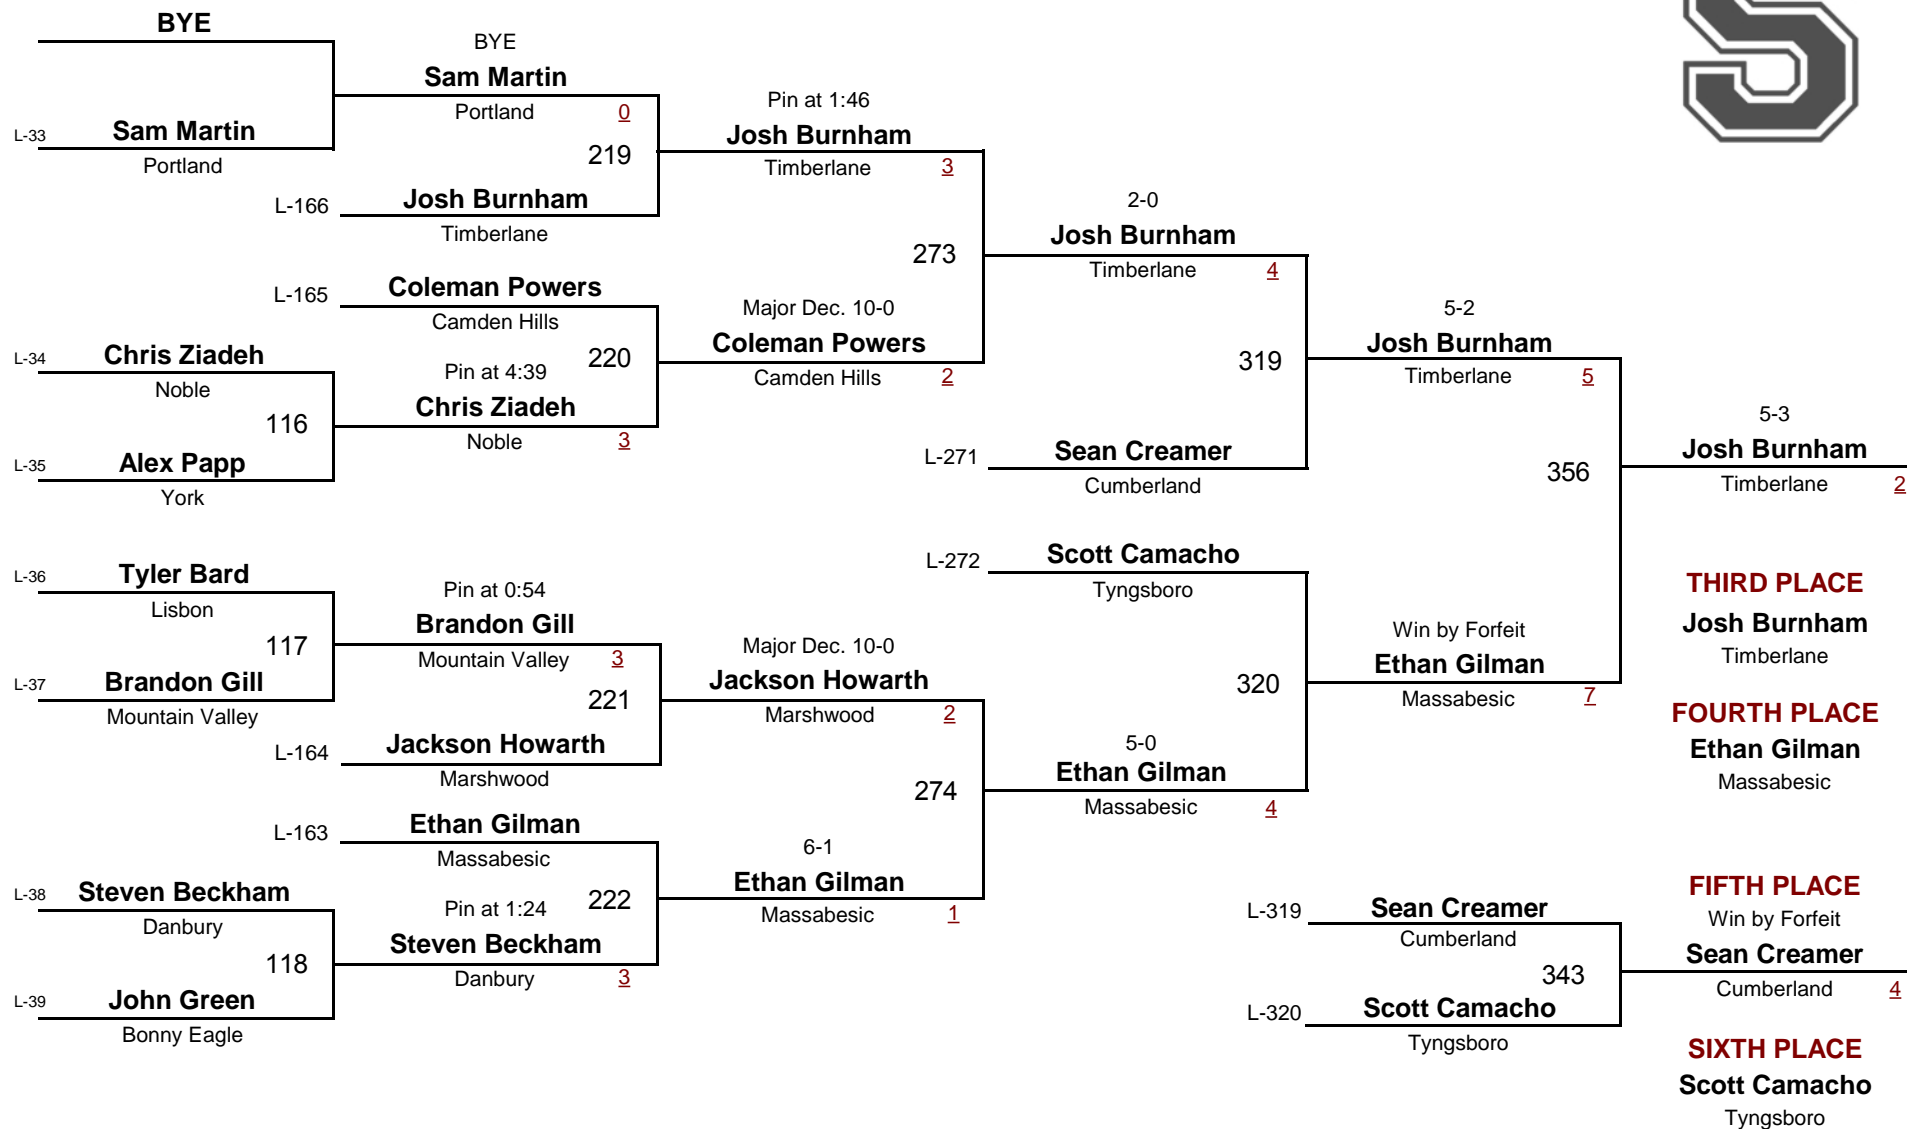 BYE
L-33 Sam Martin
Portland
BYE
Sam Martin
Portland 0
219
L-166 Josh Burnham
Timberlane
Pin at 1:46
Josh Burnham
Timberlane 3
L-165 Coleman Powers
Camden Hills
L-34 Chris Ziadeh
Noble
116
L-35 Alex Papp
York
Pin at 4:39
Chris Ziadeh
Noble 3
220
Major Dec. 10-0
Coleman Powers
Camden Hills 2
273
2-0
Josh Burnham
Timberlane 4
319
L-271 Sean Creamer
Cumberland
5-2
Josh Burnham
Timberlane 5
L-36 Tyler Bard
Lisbon
117
L-37 Brandon Gill
Mountain Valley
Pin at 0:54
Brandon Gill
Mountain Valley 3
221
L-164 Jackson Howarth
Marshwood
Major Dec. 10-0
Jackson Howarth
Marshwood 2
L-163 Ethan Gilman
Massabesic
L-38 Steven Beckham
Danbury
118
L-39 John Green
Bonny Eagle
Pin at 1:24
Steven Beckham
Danbury 3
222
6-1
Ethan Gilman
Massabesic 1
274
L-272 Scott Camacho
Tyngsboro
320
5-0
Ethan Gilman
Massabesic 4
Win by Forfeit
Ethan Gilman
Massabesic 7
356
5-3
Josh Burnham
Timberlane 2
THIRD PLACE
Josh Burnham
Timberlane
FOURTH PLACE
Ethan Gilman
Massabesic
L-319 Sean Creamer
Cumberland
343
L-320 Scott Camacho
Tyngsboro
FIFTH PLACE
Win by Forfeit
Sean Creamer
Cumberland 4
SIXTH PLACE
Scott Camacho
Tyngsboro
S